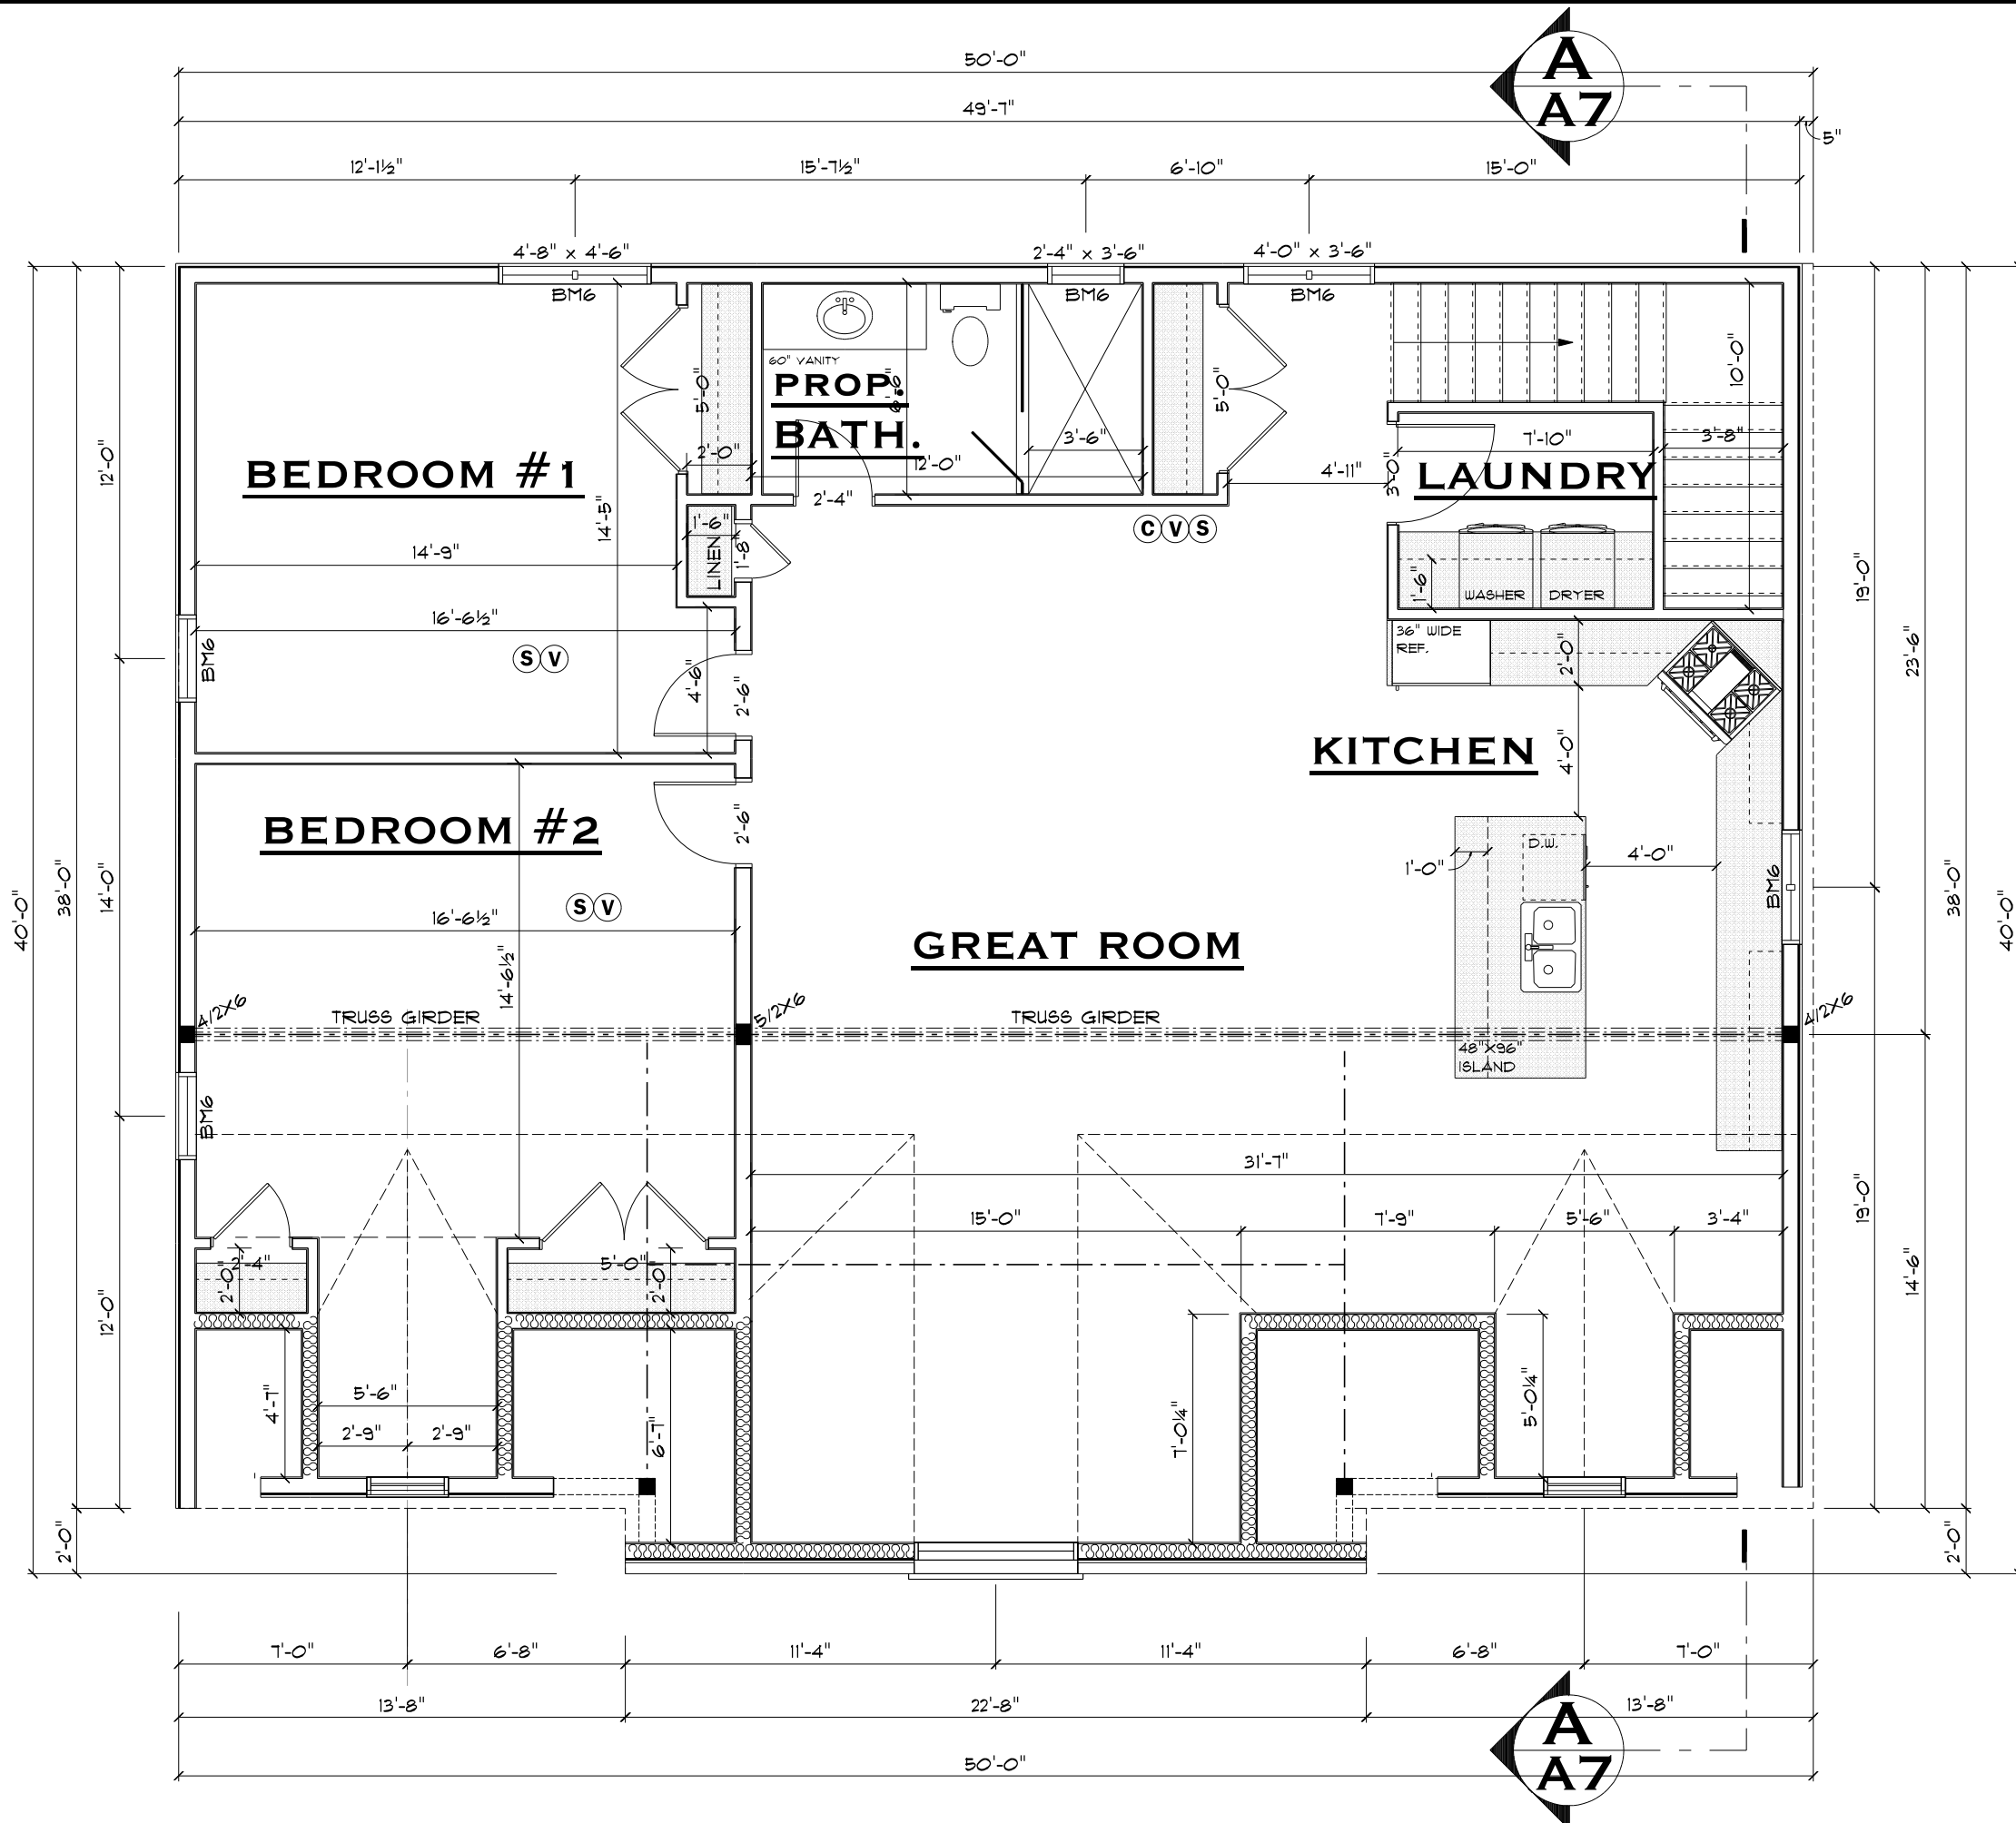 50'-0"
A
A7
49'-7"
5"
12'-1½"
15'-7½"
6'-10"
15'-0"
4'-8" x 4'-6"
2'-4" x 3'-6"
4'-0" x 3'-6"
BM6
BM6
BM6
60" VANITY
PROP.
BATH.
6'-6"
5'-0"
5'-0"
10'-0"
12'-0"
BEDROOM #1
2'-0"
12'-0"
3'-6"
2'-4"
4'-11"
3'-0"
7'-10"
3'-8"
LAUNDRY
C V S
14'-5"
14'-9"
1'-6"
LINEN
1'-8
1'-6"
WASHER
DRYER
19'-0"
16'-6½"
S V
BM6
4'-6"
2'-6"
36" WIDE
REF.
2'-0"
23'-6"
KITCHEN
4'-0"
BEDROOM #2
2'-6"
D.W.
1'-0"
4'-0"
BM6
40'-0"
38'-0"
14'-0"
38'-0"
40'-0"
S V
16'-6½"
14'-6½"
GREAT ROOM
4/2X6
TRUSS GIRDER
5/2X6
TRUSS GIRDER
4/2X6
48"X96"
ISLAND
BM6
31'-7"
15'-0"
7'-9"
5'-6"
3'-4"
19'-0"
14'-6"
2'-0"
2'-4"
5'-0"
2'-0"
12'-0"
4'-7"
5'-6"
2'-9"
2'-9"
6'-7"
7'-0¼"
5'-0¼"
2'-0"
2'-0"
7'-0"
6'-8"
11'-4"
11'-4"
6'-8"
7'-0"
13'-8"
22'-8"
13'-8"
A
A7
50'-0"